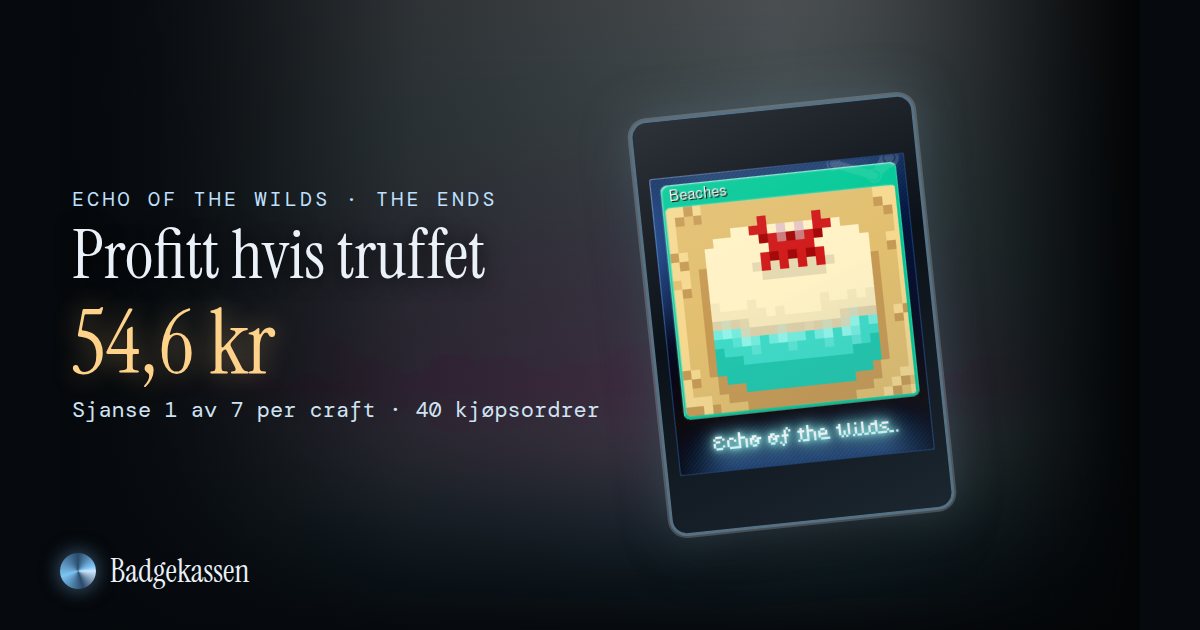 ECHO OF THE WILDS · THE ENDS
Profitt hvis truffet
54,6 kr
Sjanse 1 av 7 per craft · 40 kjøpsordrer
Beaches
Echo of the Wilds..
Badgekassen